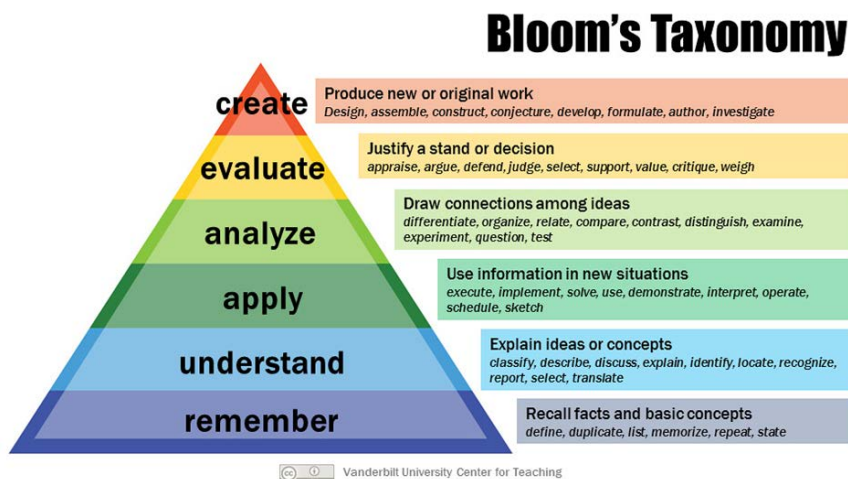 Bloom's Taxonomy
create
Produce new or original work
Design, assemble, construct, conjecture, develop, formulate, author, investigate
evaluate
Justify a stand or decision
appraise, argue, defend, judge, select, support, value, critique, weigh
analyze
Draw connections among ideas
differentiate, organize, relate, compare, contrast, distinguish, examine,
experiment, question, test
apply
Use information in new situations
execute, implement, solve, use, demonstrate, interpret, operate,
schedule, sketch
understand
Explain ideas or concepts
classify, describe, discuss, explain, identify, locate, recognize,
report, select, translate
remember
Recall facts and basic concepts
define, duplicate, list, memorize, repeat, state
cc
Vanderbilt University Center for Teaching